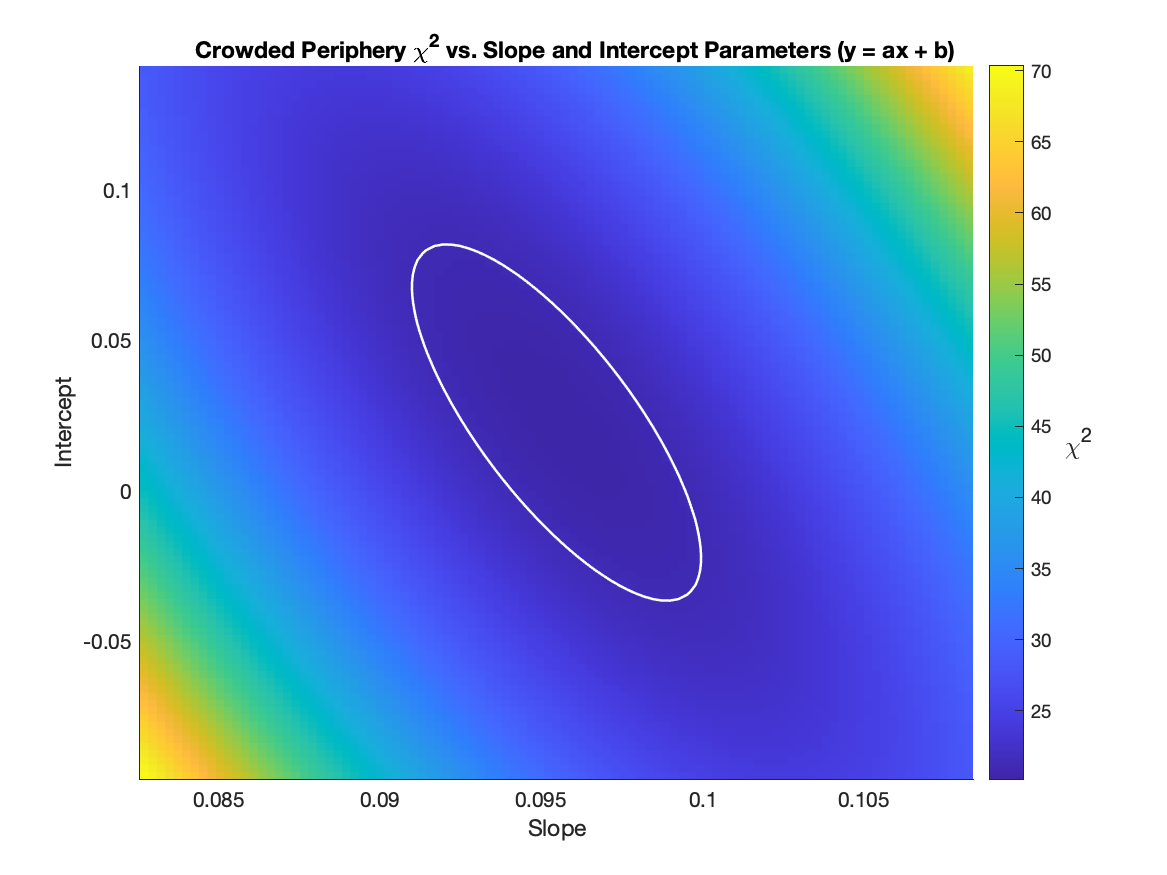 Crowded Periphery χ² vs. Slope and Intercept Parameters (y = ax + b)
0.1
0.05
0
-0.05
Intercept
0.085 0.09 0.095 0.1 0.105
Slope
70
65
60
55
50
45
40
35
30
25
χ²